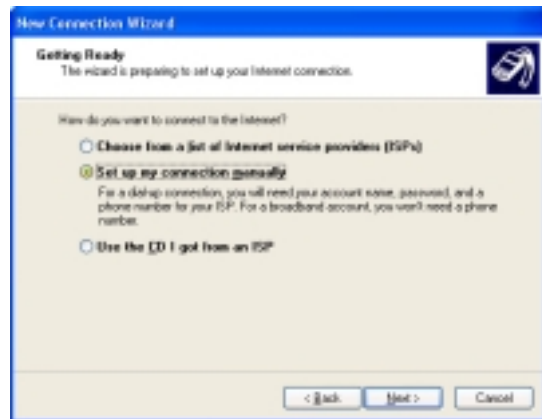 New Connection Wizard
Getting Ready
The wizard is preparing to set up your Internet connection.
How do you want to connect to the Internet?
Choose from a list of Internet service providers (ISPs)
Set up my connection manually
For a dial-up connection, you will need your account name, password, and a
phone number for your ISP. For a broadband account, you won't need a phone
number.
Use the CD I got from an ISP
< Back
Next >
Cancel